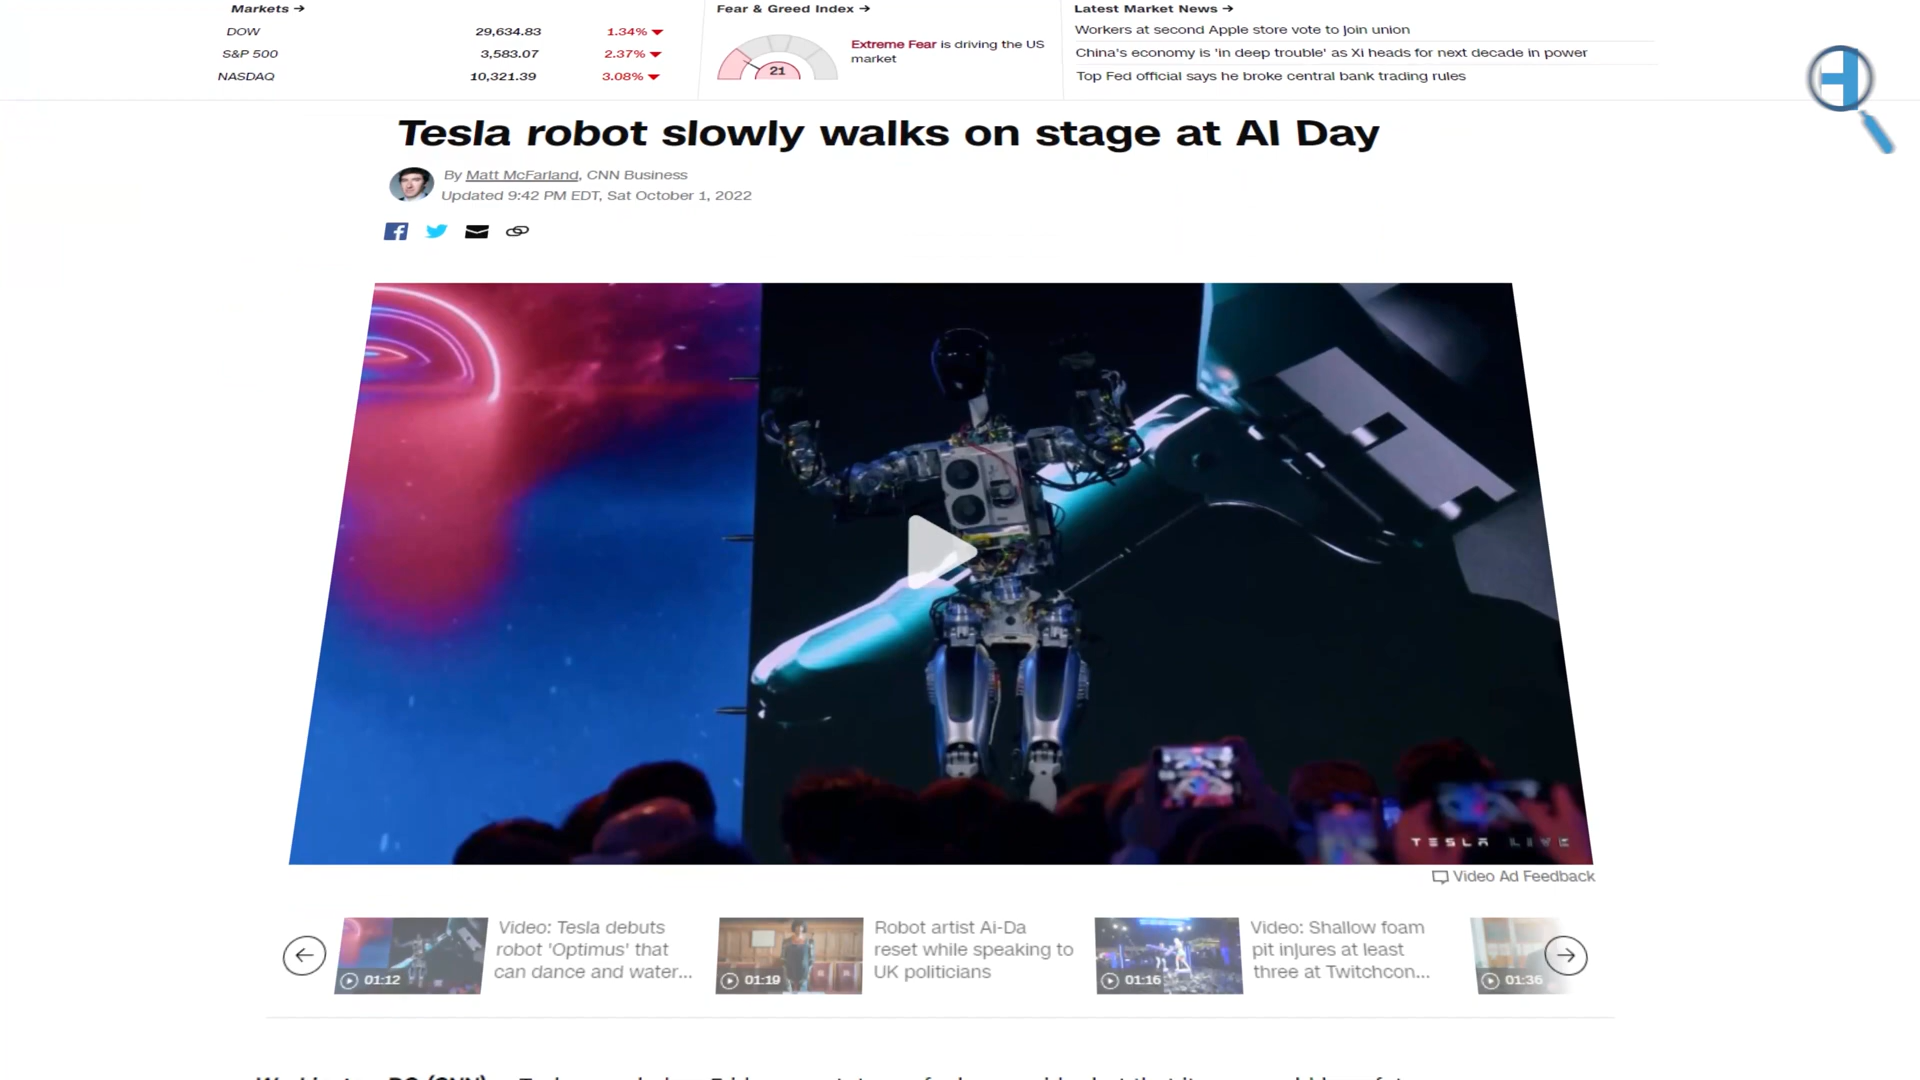 Markets →
DOW 29,634.83 1.34%
S&P 500 3,583.07 2.37%
NASDAQ 10,321.39 3.08%
Fear & Greed Index →
21
Extreme Fear is driving the US
market
Latest Market News →
Workers at second Apple store vote to join union
China's economy is 'in deep trouble' as Xi heads for next decade in power
Top Fed official says he broke central bank trading rules
Tesla robot slowly walks on stage at AI Day
By Matt McFarland, CNN Business
Updated 9:42 PM EDT, Sat October 1, 2022
TESLA LIVE
Video Ad Feedback
01:12
Video: Tesla debuts
robot 'Optimus' that
can dance and water...
01:19
Robot artist Ai-Da
reset while speaking to
UK politicians
01:16
Video: Shallow foam
pit injures at least
three at Twitchcon...
01:36